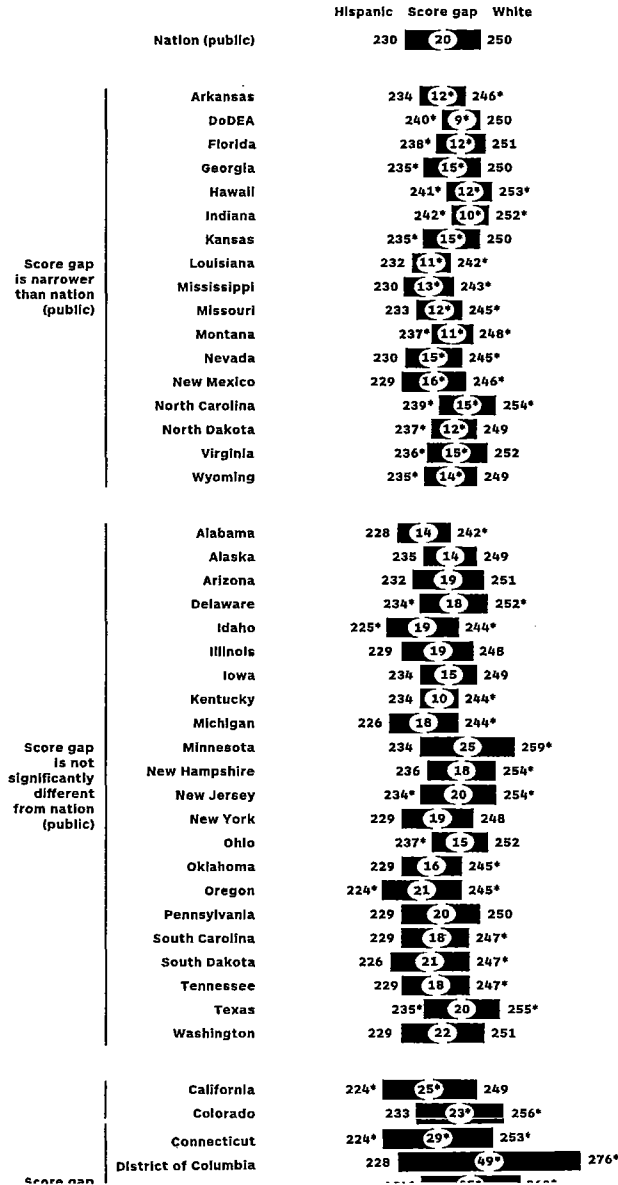 Hispanic Score gap White
Nation (public) 230 20 250
Arkansas 234 12* 246*
DoDEA 240* 9* 250
Florida 238* 12* 251
Georgia 235* 15* 250
Hawaii 241* 12* 253*
Indiana 242* 10* 252*
Kansas 235* 15* 250
Score gap
is narrower
than nation
(public)
Louisiana 232 11* 242*
Mississippi 230 13* 243*
Missouri 233 12* 245*
Montana 237* 11* 248*
Nevada 230 15* 245*
New Mexico 229 16* 246*
North Carolina 239* 15* 254*
North Dakota 237* 12* 249
Virginia 236* 15* 252
Wyoming 235* 14* 249
Alabama 228 14 242*
Alaska 235 14 249
Arizona 232 19 251
Delaware 234* 18 252*
Idaho 225* 19 244*
Illinois 229 19 248
Iowa 234 15 249
Kentucky 234 10 244*
Michigan 226 18 244*
Score gap
is not
significantly
different
from nation
(public)
Minnesota 234 25 259*
New Hampshire 236 18 254*
New Jersey 234* 20 254*
New York 229 19 248
Ohio 237* 15 252
Oklahoma 229 16 245*
Oregon 224* 21 245*
Pennsylvania 229 20 250
South Carolina 229 18 247*
South Dakota 226 21 247*
Tennessee 229 18 247*
Texas 235* 20 255*
Washington 229 22 251
California 224* 25* 249
Colorado 233 23* 256*
Connecticut 224* 29* 253*
District of Columbia 228 49* 276*
Score gap